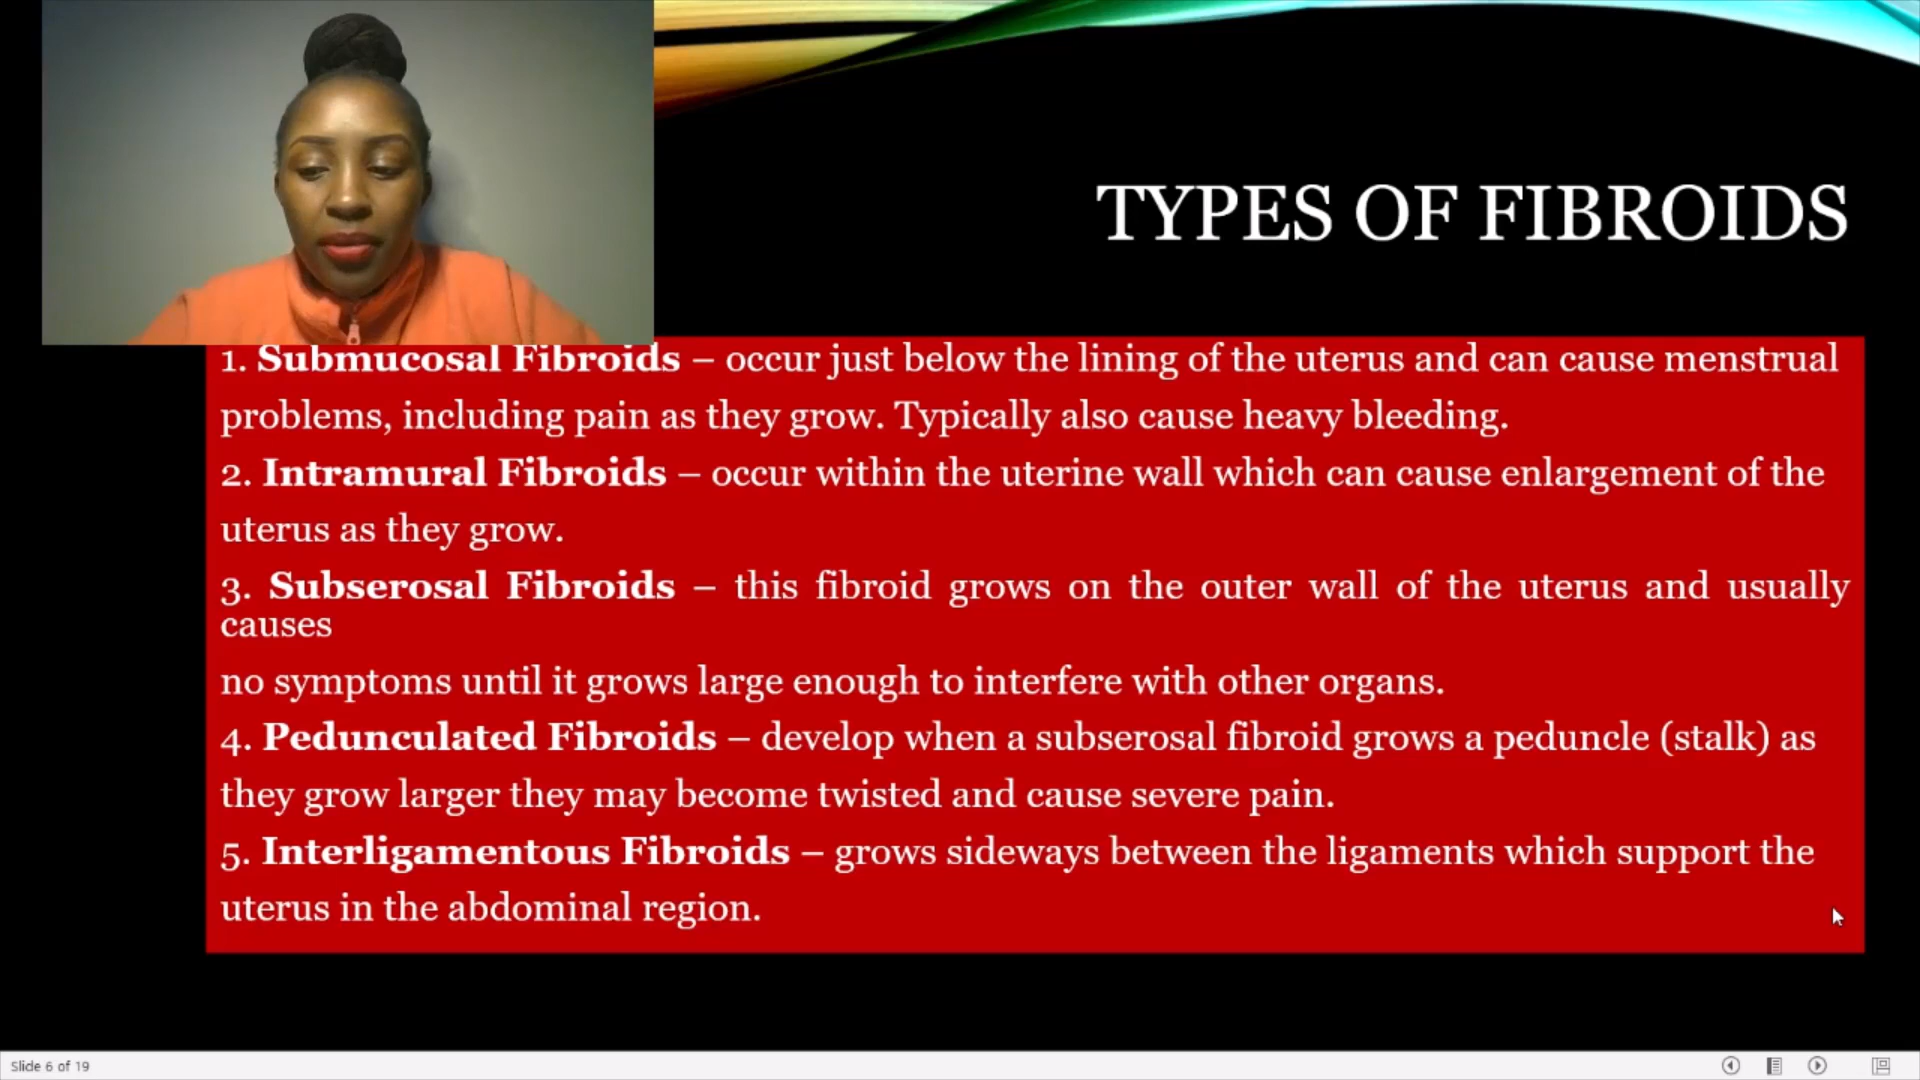 TYPES OF FIBROIDS
1. Submucosal Fibroids – occur just below the lining of the uterus and can cause menstrual
problems, including pain as they grow. Typically also cause heavy bleeding.
2. Intramural Fibroids – occur within the uterine wall which can cause enlargement of the
uterus as they grow.
3. Subserosal Fibroids – this fibroid grows on the outer wall of the uterus and usually
causes
no symptoms until it grows large enough to interfere with other organs.
4. Pedunculated Fibroids – develop when a subserosal fibroid grows a peduncle (stalk) as
they grow larger they may become twisted and cause severe pain.
5. Interligamentous Fibroids – grows sideways between the ligaments which support the
uterus in the abdominal region.
Slide 6 of 19